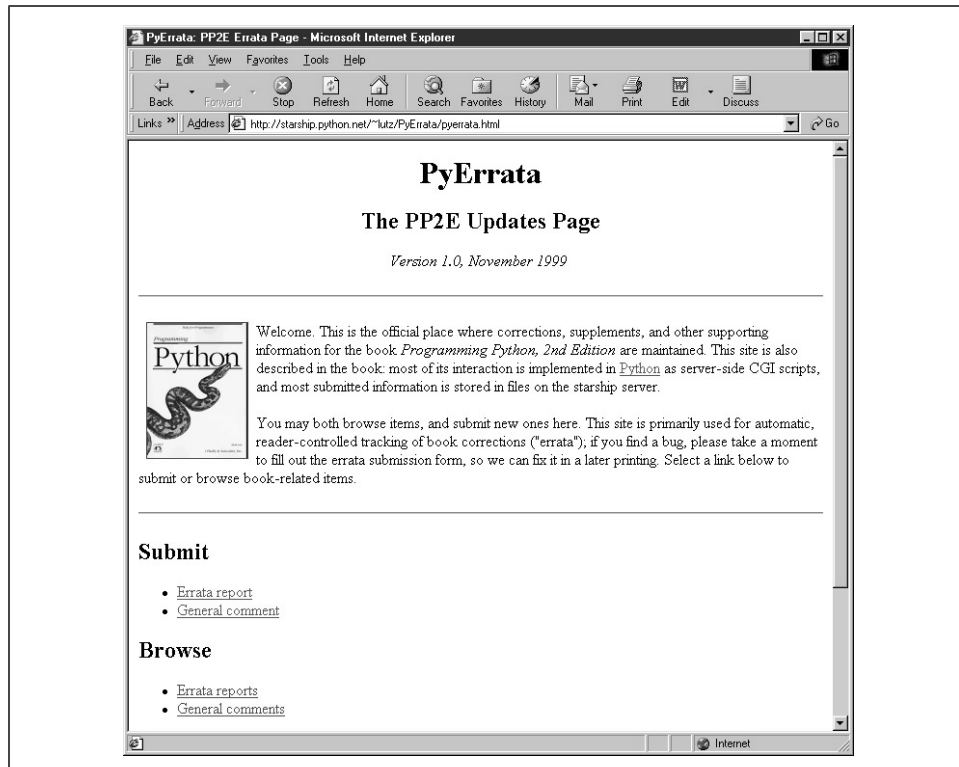 PyErrata: PP2E Errata Page - Microsoft Internet Explorer
File Edit View Favorites Tools Help
Back Forward Stop Refresh Home Search Favorites History Mail Print Edit Discuss
Links » Address http://starship.python.net/~lutz/PyErrata/pyerrata.html Go
PyErrata
The PP2E Updates Page
Version 1.0, November 1999
Programming
Python
Welcome. This is the official place where corrections, supplements, and other supporting
information for the book Programming Python, 2nd Edition are maintained. This site is also
described in the book: most of its interaction is implemented in Python as server-side CGI scripts,
and most submitted information is stored in files on the starship server.
You may both browse items, and submit new ones here. This site is primarily used for automatic,
reader-controlled tracking of book corrections ("errata"); if you find a bug, please take a moment
to fill out the errata submission form, so we can fix it in a later printing. Select a link below to
submit or browse book-related items.
Submit
• Errata report
• General comment
Browse
• Errata reports
• General comments
Internet